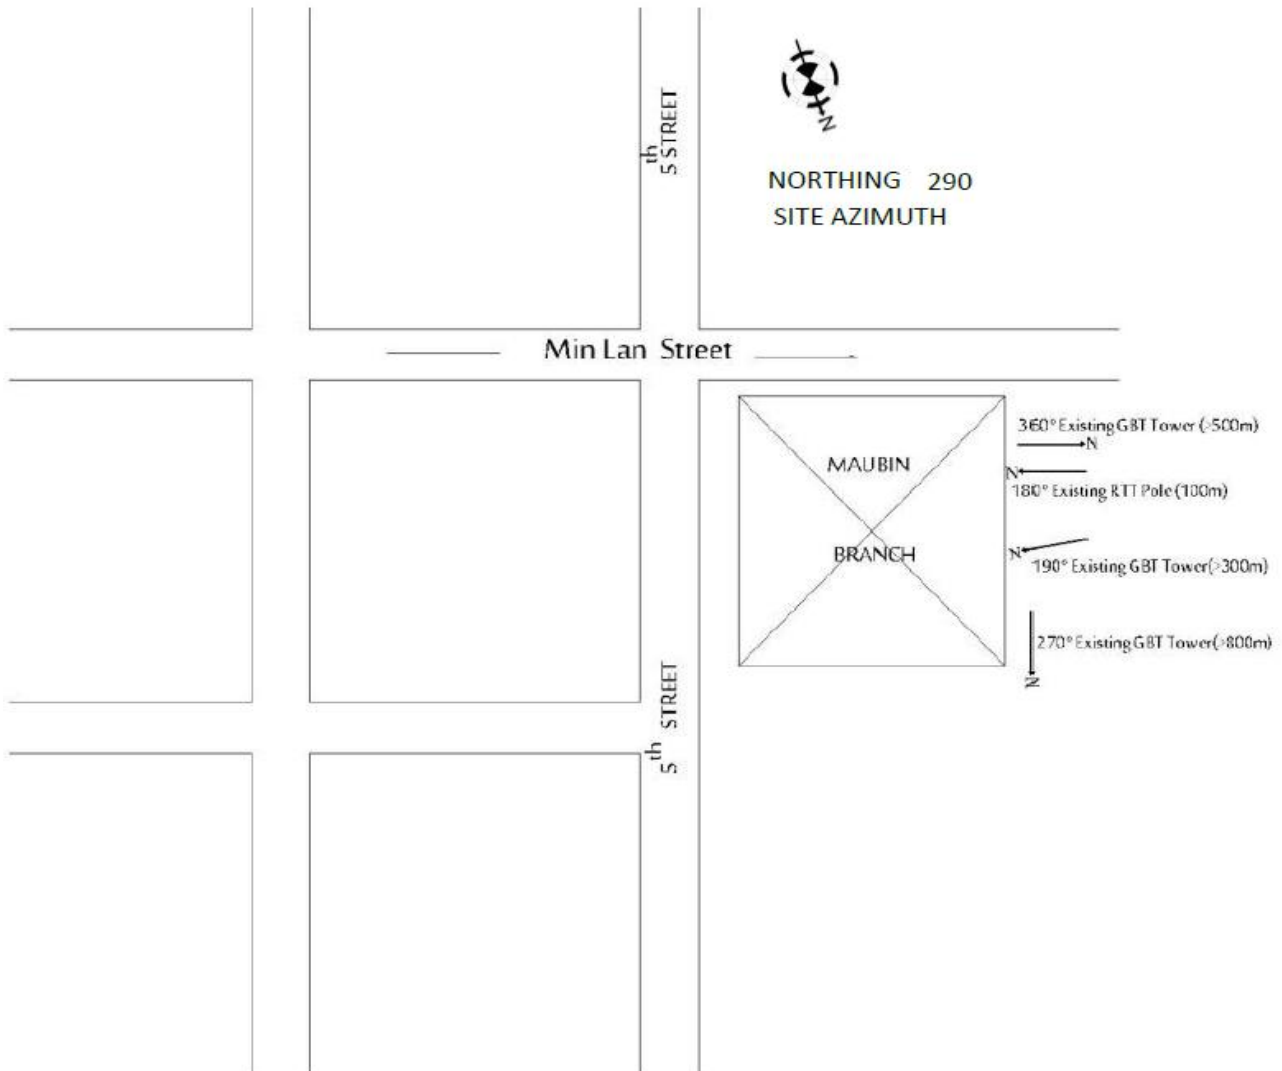 5th STREET
N
NORTHING 290
SITE AZIMUTH
Min Lan Street
MAUBIN
BRANCH
360° Existing GBT Tower (>500m)
N
N
180° Existing RTT Pole (100m)
N
190° Existing GBT Tower(>300m)
270° Existing GBT Tower(>800m)
N
5th STREET